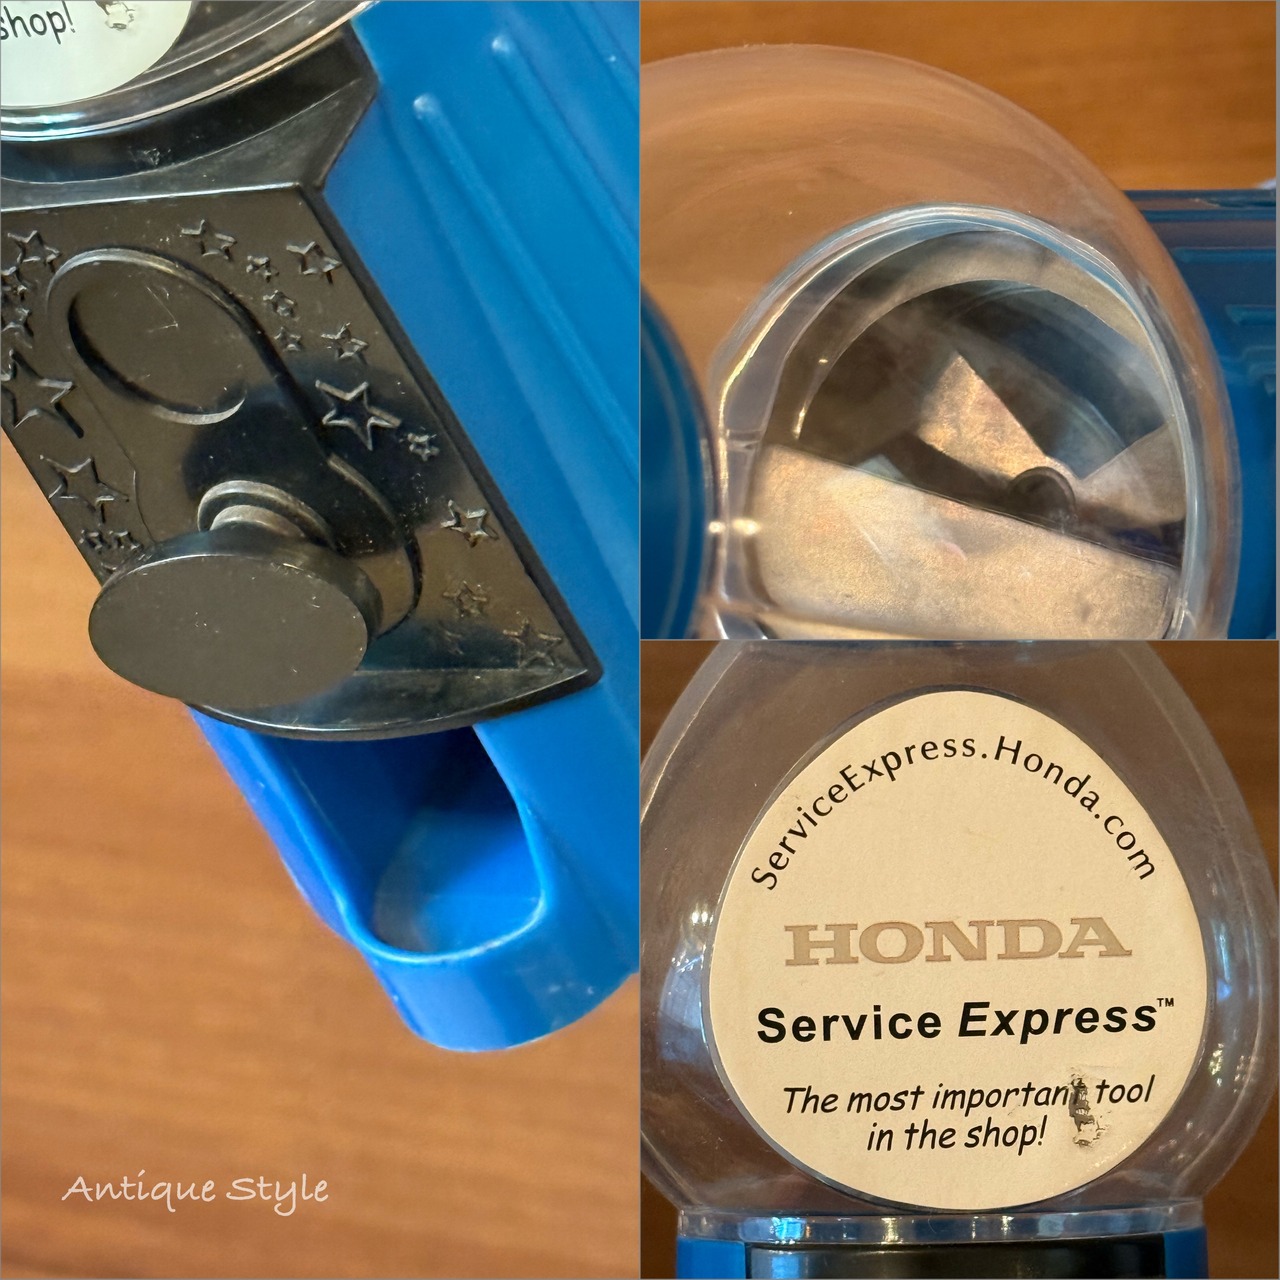 shop!
ServiceExpress.Honda.com
HONDA
Service Express™
The most important tool
in the shop!
Antique Style